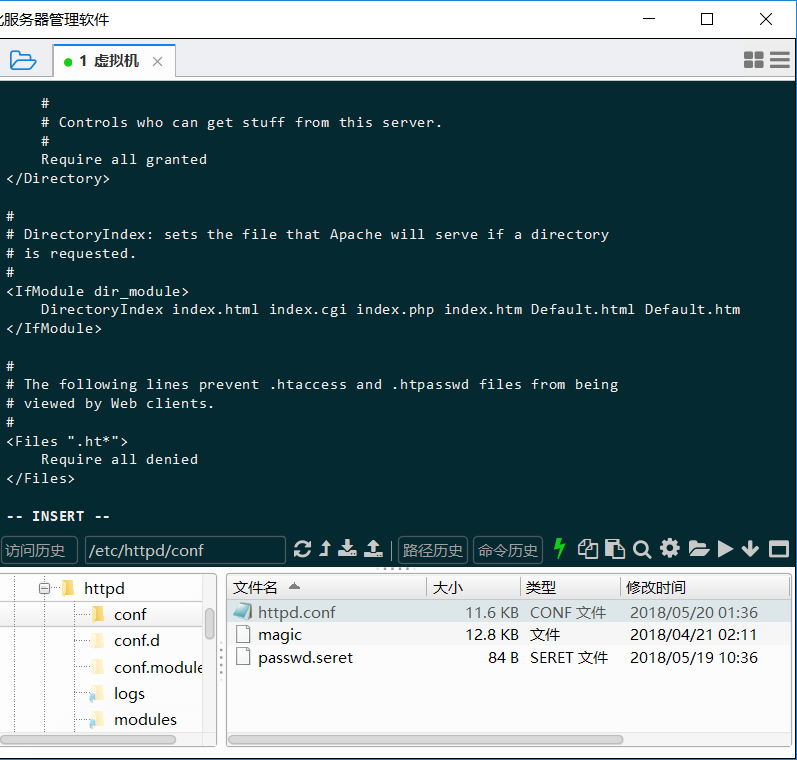 服务器管理软件
1 虚拟机
#
# Controls who can get stuff from this server.
#
Require all granted
</Directory>
#
# DirectoryIndex: sets the file that Apache will serve if a directory
# is requested.
#
<IfModule dir_module>
DirectoryIndex index.html index.cgi index.php index.htm Default.html Default.htm
</IfModule>
#
# The following lines prevent .htaccess and .htpasswd files from being
# viewed by Web clients.
#
<Files ".ht*">
Require all denied
</Files>
-- INSERT --
访问历史 /etc/httpd/conf 路径历史 命令历史
httpd
conf
conf.d
conf.module
logs
modules
文件名 大小 类型 修改时间
httpd.conf 11.6 KB CONF 文件 2018/05/20 01:36
magic 12.8 KB 文件 2018/04/21 02:11
passwd.seret 84 B SERET 文件 2018/05/19 10:36